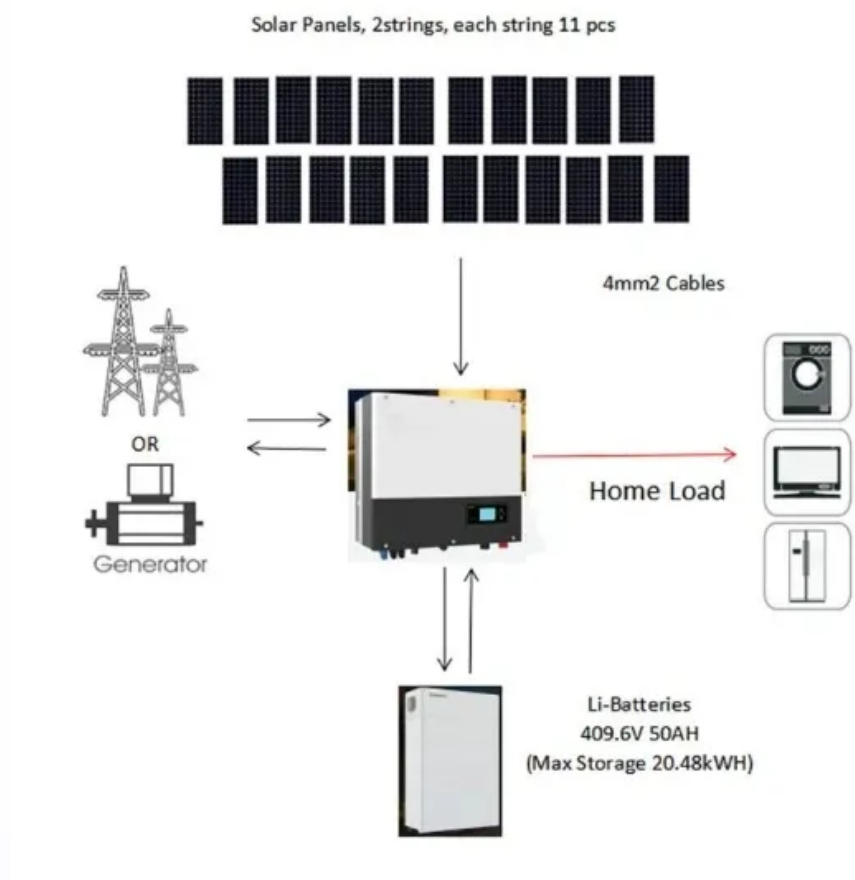 Solar Panels, 2strings, each string 11 pcs
4mm2 Cables
OR
Home Load
Generator
Li-Batteries
409.6V 50AH
(Max Storage 20.48kWH)